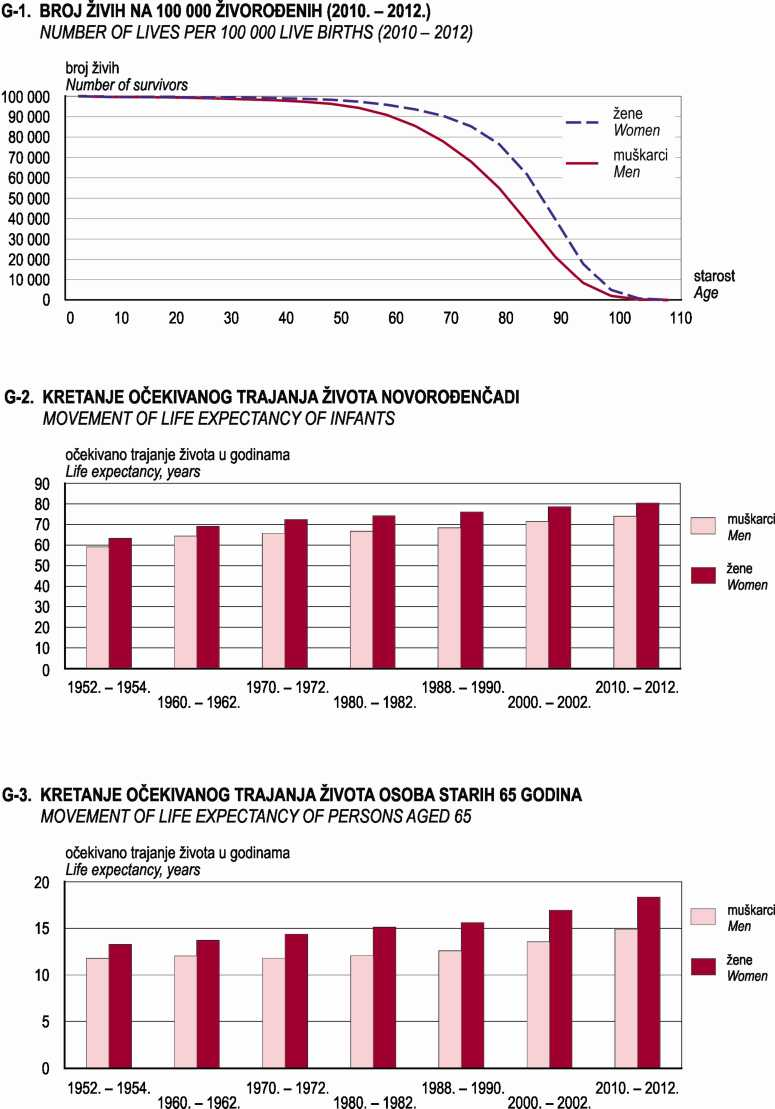 G-1. BROJ ŽIVIH NA 100 000 ŽIVOROĐENIH (2010. – 2012.)
NUMBER OF LIVES PER 100 000 LIVE BIRTHS (2010 – 2012)
broj živih
Number of survivors
100 000
90 000
80 000
70 000
60 000
50 000
40 000
30 000
20 000
10 000
0
žene
Women
muškarci
Men
starost
Age
0 10 20 30 40 50 60 70 80 90 100 110
G-2. KRETANJE OČEKIVANOG TRAJANJA ŽIVOTA NOVOROĐENČADI
MOVEMENT OF LIFE EXPECTANCY OF INFANTS
očekivano trajanje života u godinama
Life expectancy, years
90
80
70
60
50
40
30
20
10
0
muškarci
Men
žene
Women
1952. – 1954. 1970. – 1972. 1988. – 1990. 2010. – 2012.
1960. – 1962. 1980. – 1982. 2000. – 2002.
G-3. KRETANJE OČEKIVANOG TRAJANJA ŽIVOTA OSOBA STARIH 65 GODINA
MOVEMENT OF LIFE EXPECTANCY OF PERSONS AGED 65
očekivano trajanje života u godinama
Life expectancy, years
20
15
10
5
0
muškarci
Men
žene
Women
1952. – 1954. 1970. – 1972. 1988. – 1990. 2010. – 2012.
1960. – 1962. 1980. – 1982. 2000. – 2002.